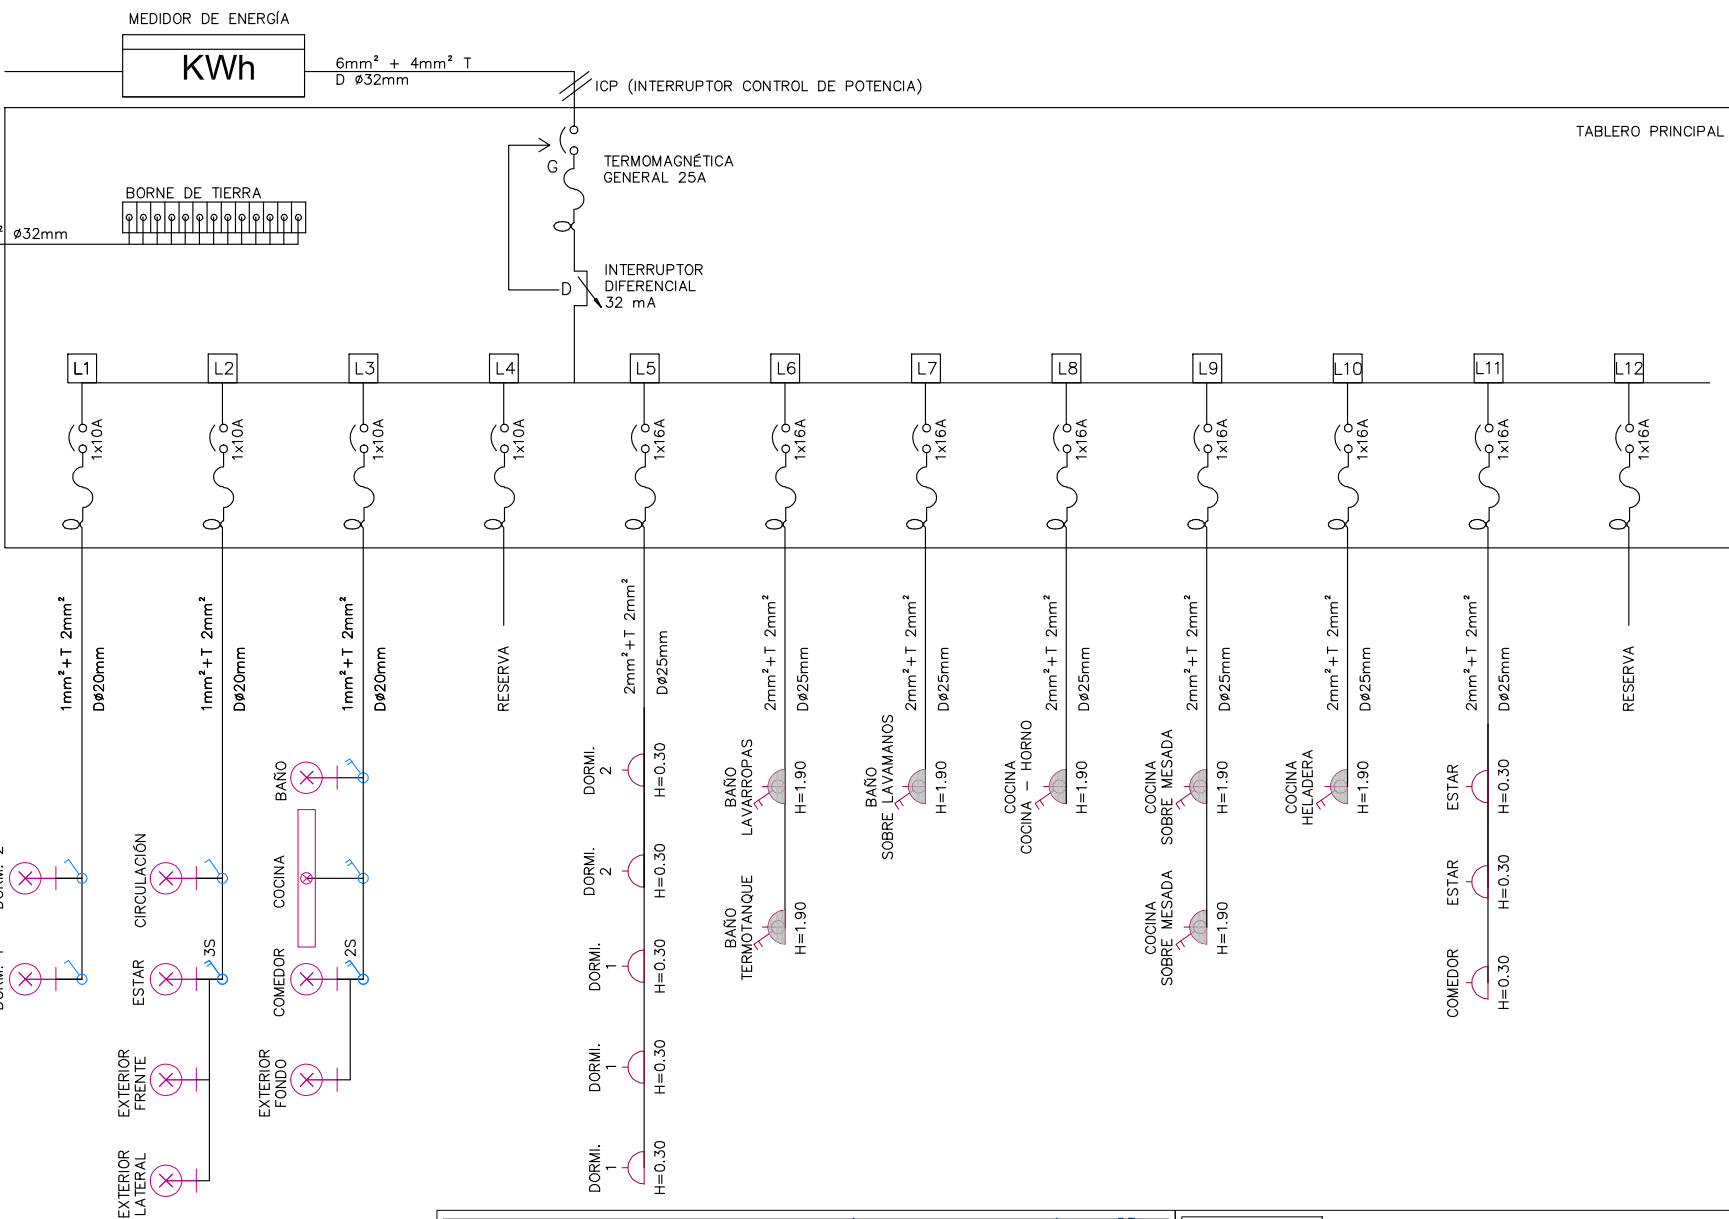 MEDIDOR DE ENERGÍA
KWh
6mm² + 4mm² T
D ø32mm
ICP (INTERRUPTOR CONTROL DE POTENCIA)
TABLERO PRINCIPAL
TERMOMAGNÉTICA
GENERAL 25A
G
BORNE DE TIERRA
ø32mm
INTERRUPTOR
DIFERENCIAL
32 mA
D
L1
L2
L3
L4
L5
L6
L7
L8
L9
L10
L11
L12
1x10A
1x10A
1x10A
1x10A
1x16A
1x16A
1x16A
1x16A
1x16A
1x16A
1x16A
1x16A
1mm²+T 2mm²
Dø20mm
1mm²+T 2mm²
Dø20mm
1mm²+T 2mm²
Dø20mm
RESERVA
2mm²+T 2mm²
Dø25mm
2mm²+T 2mm²
Dø25mm
2mm²+T 2mm²
Dø25mm
2mm²+T 2mm²
Dø25mm
2mm²+T 2mm²
Dø25mm
2mm²+T 2mm²
Dø25mm
2mm²+T 2mm²
Dø25mm
RESERVA
DORMI. 2
DORMI. 1
CIRCULACIÓN
ESTAR
3S
EXTERIOR
FRENTE
EXTERIOR
LATERAL
BAÑO
COCINA
COMEDOR
2S
EXTERIOR
FONDO
DORMI.
2
H=0.30
DORMI.
2
H=0.30
DORMI.
1
H=0.30
DORMI.
1
H=0.30
DORMI.
1
H=0.30
BAÑO
LAVARROPAS
H=1.90
BAÑO
TERMOTANQUE
H=1.90
BAÑO
SOBRE LAVAMANOS
H=1.90
COCINA
COCINA - HORNO
H=1.90
COCINA
SOBRE MESADA
H=1.90
COCINA
SOBRE MESADA
H=1.90
COCINA
HELADERA
H=1.90
ESTAR
H=0.30
ESTAR
H=0.30
COMEDOR
H=0.30